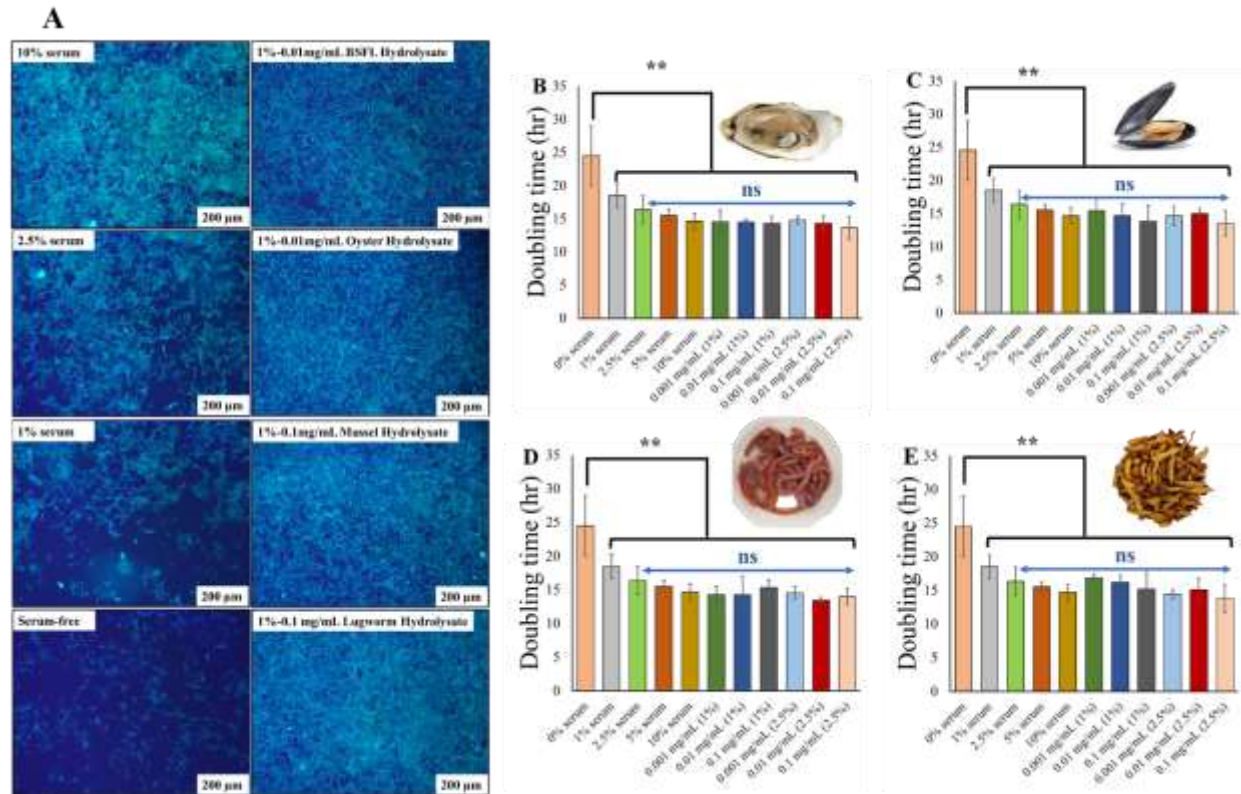 A
10% serum
200 μm
1%-0.01mg/mL BSFL Hydrolysate
200 μm
2.5% serum
200 μm
1%-0.01mg/mL Oyster Hydrolysate
200 μm
1% serum
200 μm
1%-0.1mg/mL Mussel Hydrolysate
200 μm
Serum-free
200 μm
1%-0.1 mg/mL Lugworm Hydrolysate
200 μm
B
**
ns
Doubling time (hr)
35
30
25
20
15
10
5
0
0% serum
1% serum
2.5% serum
5% serum
10% serum
0.001 mg/mL (1%)
0.01 mg/mL (1%)
0.1 mg/mL (1%)
0.001 mg/mL (2.5%)
0.01 mg/mL (2.5%)
0.1 mg/mL (2.5%)
C
**
ns
Doubling time (hr)
35
30
25
20
15
10
5
0
0% serum
1% serum
2.5% serum
5% serum
10% serum
0.001 mg/mL (1%)
0.01 mg/mL (1%)
0.1 mg/mL (1%)
0.001 mg/mL (2.5%)
0.01 mg/mL (2.5%)
0.1 mg/mL (2.5%)
D
**
ns
Doubling time (hr)
35
30
25
20
15
10
5
0
0% serum
1% serum
2.5% serum
5% serum
10% serum
0.001 mg/mL (1%)
0.01 mg/mL (1%)
0.1 mg/mL (1%)
0.001 mg/mL (2.5%)
0.01 mg/mL (2.5%)
0.1 mg/mL (2.5%)
E
**
ns
Doubling time (hr)
35
30
25
20
15
10
5
0
0% serum
1% serum
2.5% serum
5% serum
10% serum
0.001 mg/mL (1%)
0.01 mg/mL (1%)
0.1 mg/mL (1%)
0.001 mg/mL (2.5%)
0.01 mg/mL (2.5%)
0.1 mg/mL (2.5%)